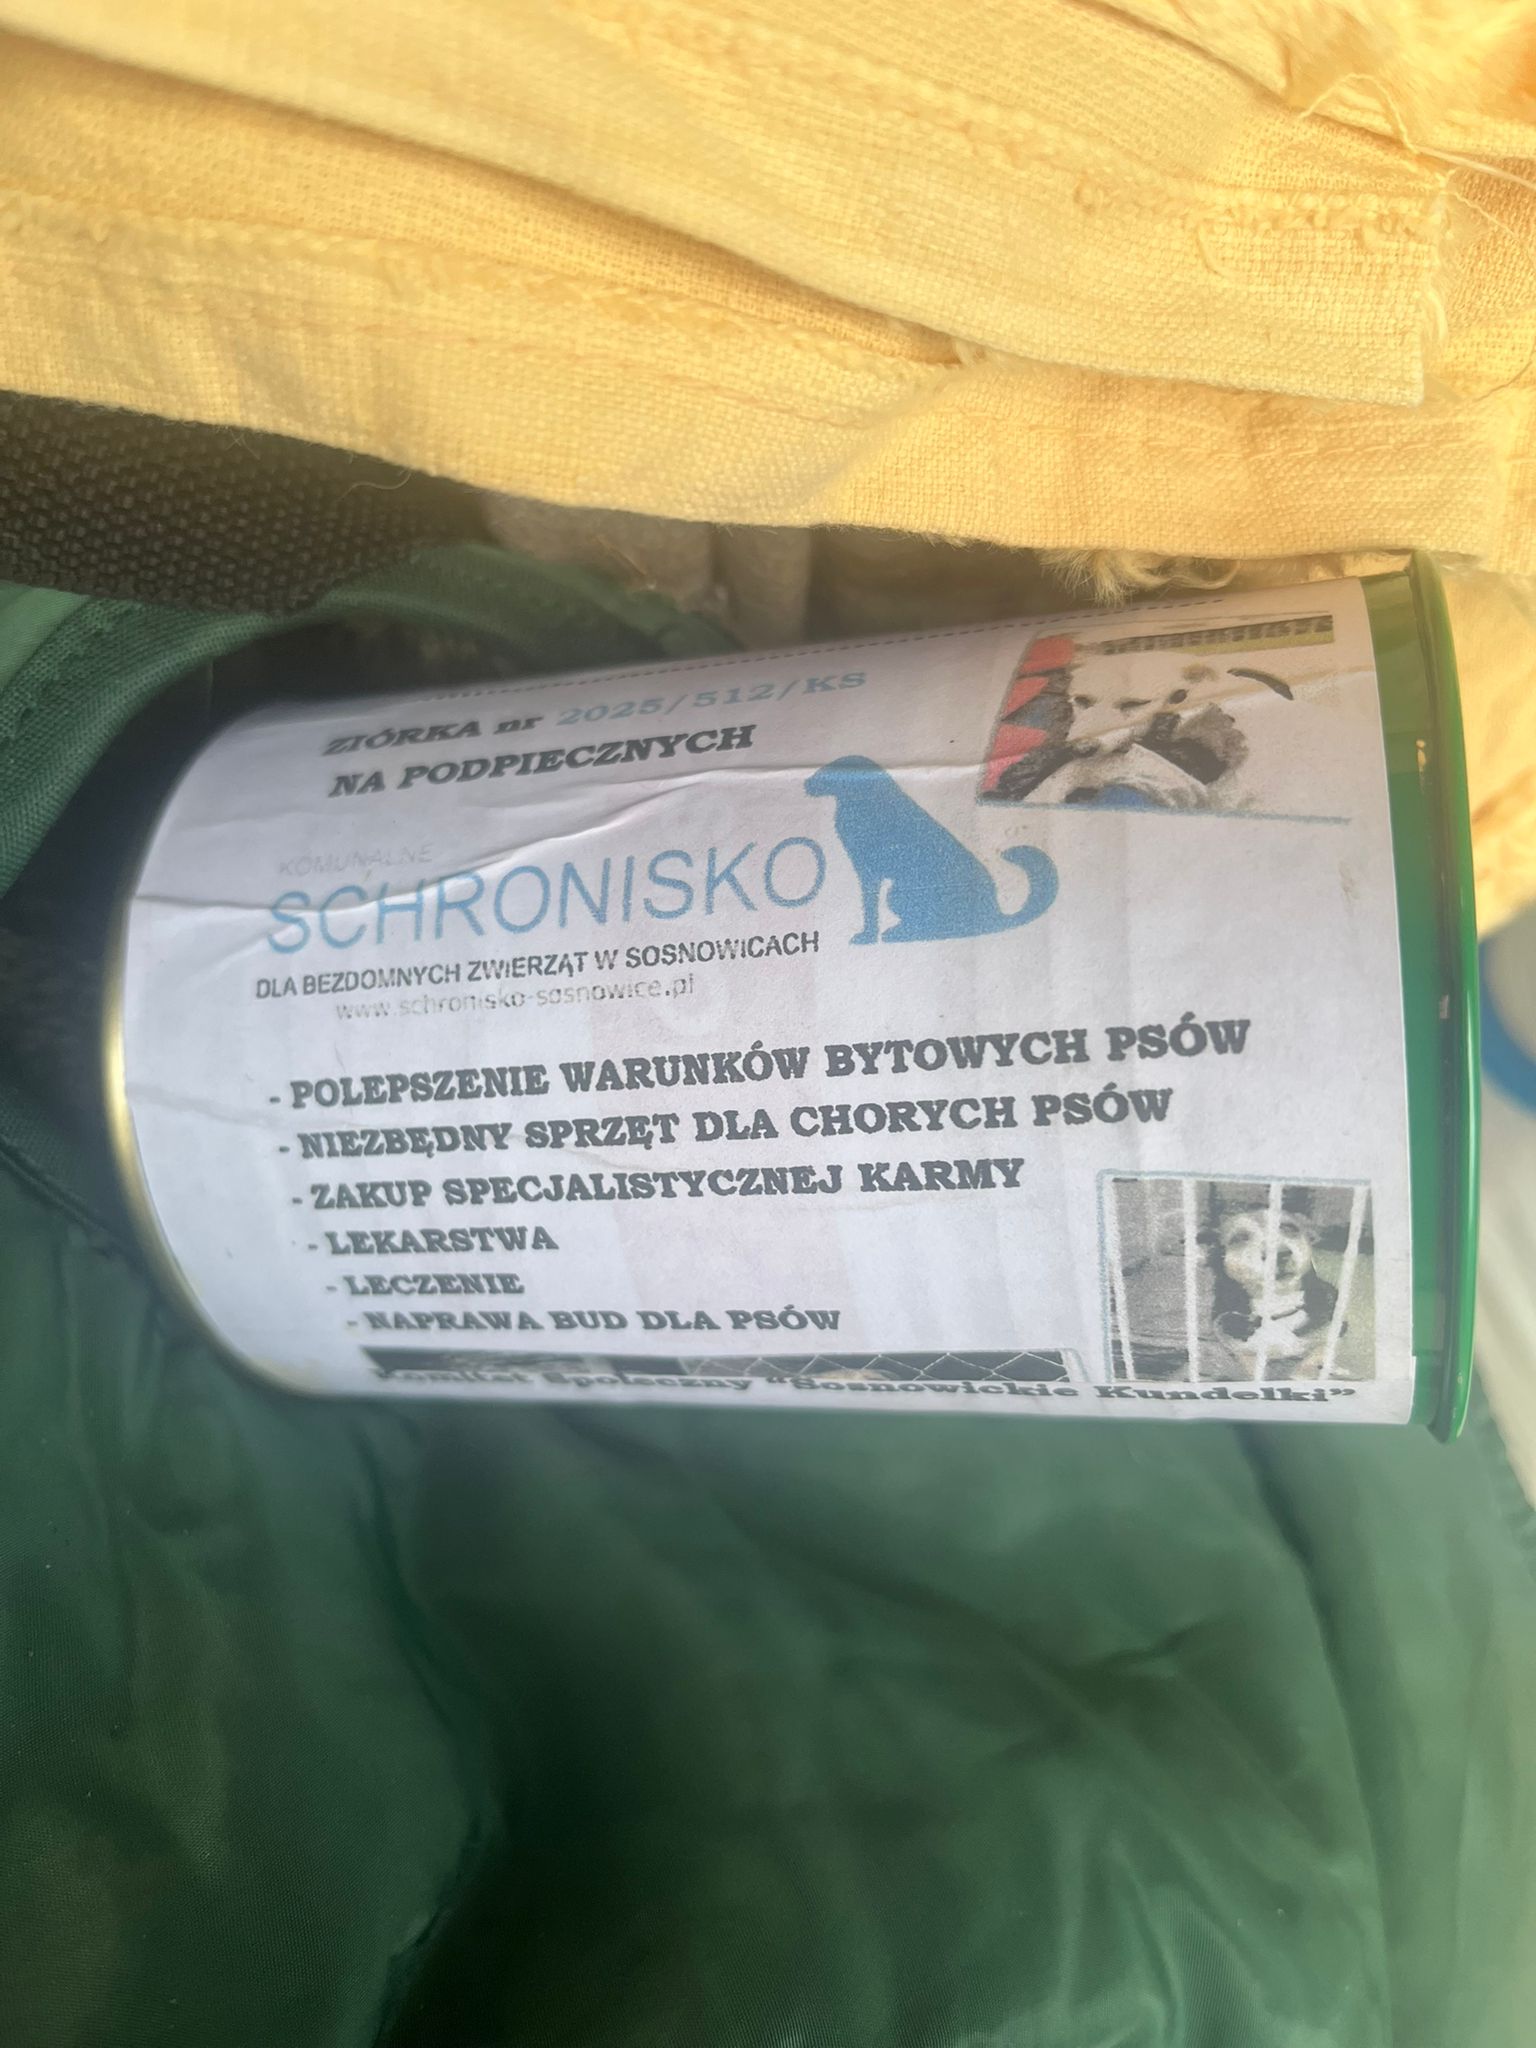 ZIÓRKA nr 2025/512/KS
NA PODPIECZNYCH
KOMUNALNE
SCHRONISKO
DLA BEZDOMNYCH ZWIERZĄT W SOSNOWICACH
www.schronisko-sosnowice.pl
- POLEPSZENIE WARUNKÓW BYTOWYCH PSÓW
- NIEZBĘDNY SPRZĘT DLA CHORYCH PSÓW
- ZAKUP SPECJALISTYCZNEJ KARMY
- LEKARSTWA
- LECZENIE
- NAPRAWA BUD DLA PSÓW
Komitet Społeczny "Sosnowickie Kundelki"